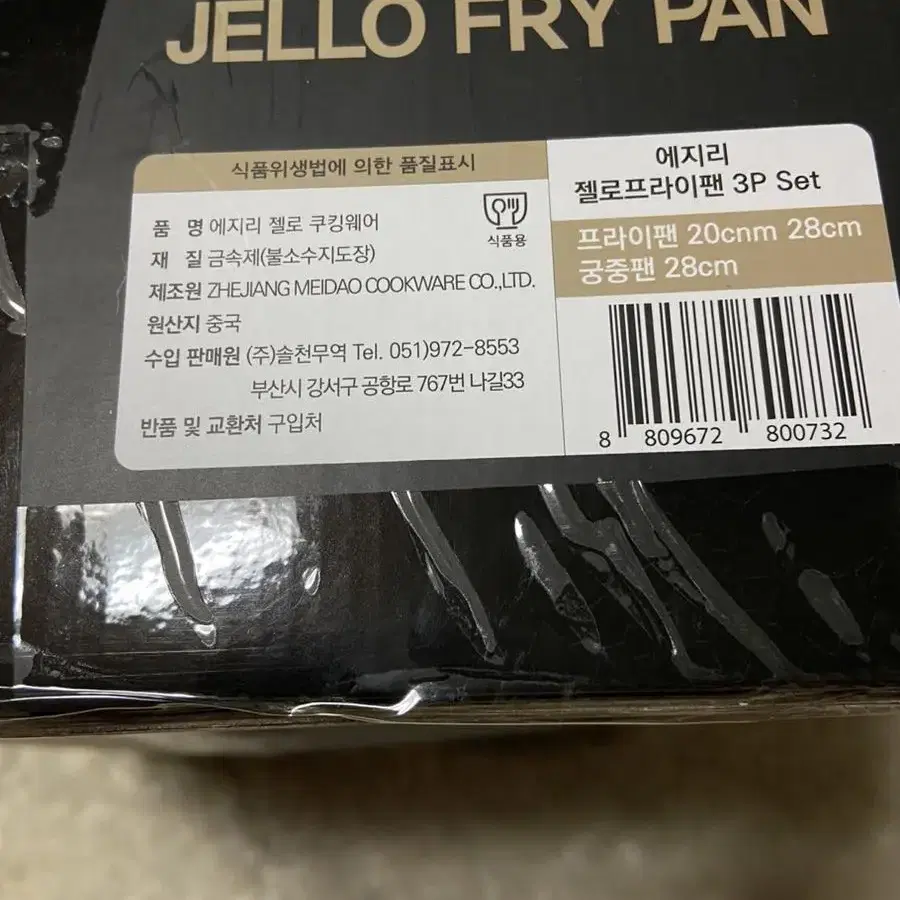 JELLO FRY PAN
식품위생법에 의한 품질표시
품 명 에지리 젤로 쿠킹웨어
재 질 금속제(불소수지도장)
제조원 ZHEJIANG MEIDAO COOKWARE CO.,LTD.
원산지 중국
수입 판매원 (주)솔천무역 Tel. 051)972-8553
부산시 강서구 공항로 767번 나길33
반품 및 교환처 구입처
식품용
에지리
젤로프라이팬 3P Set
프라이팬 20cnm 28cm
궁중팬 28cm
8 809672 800732